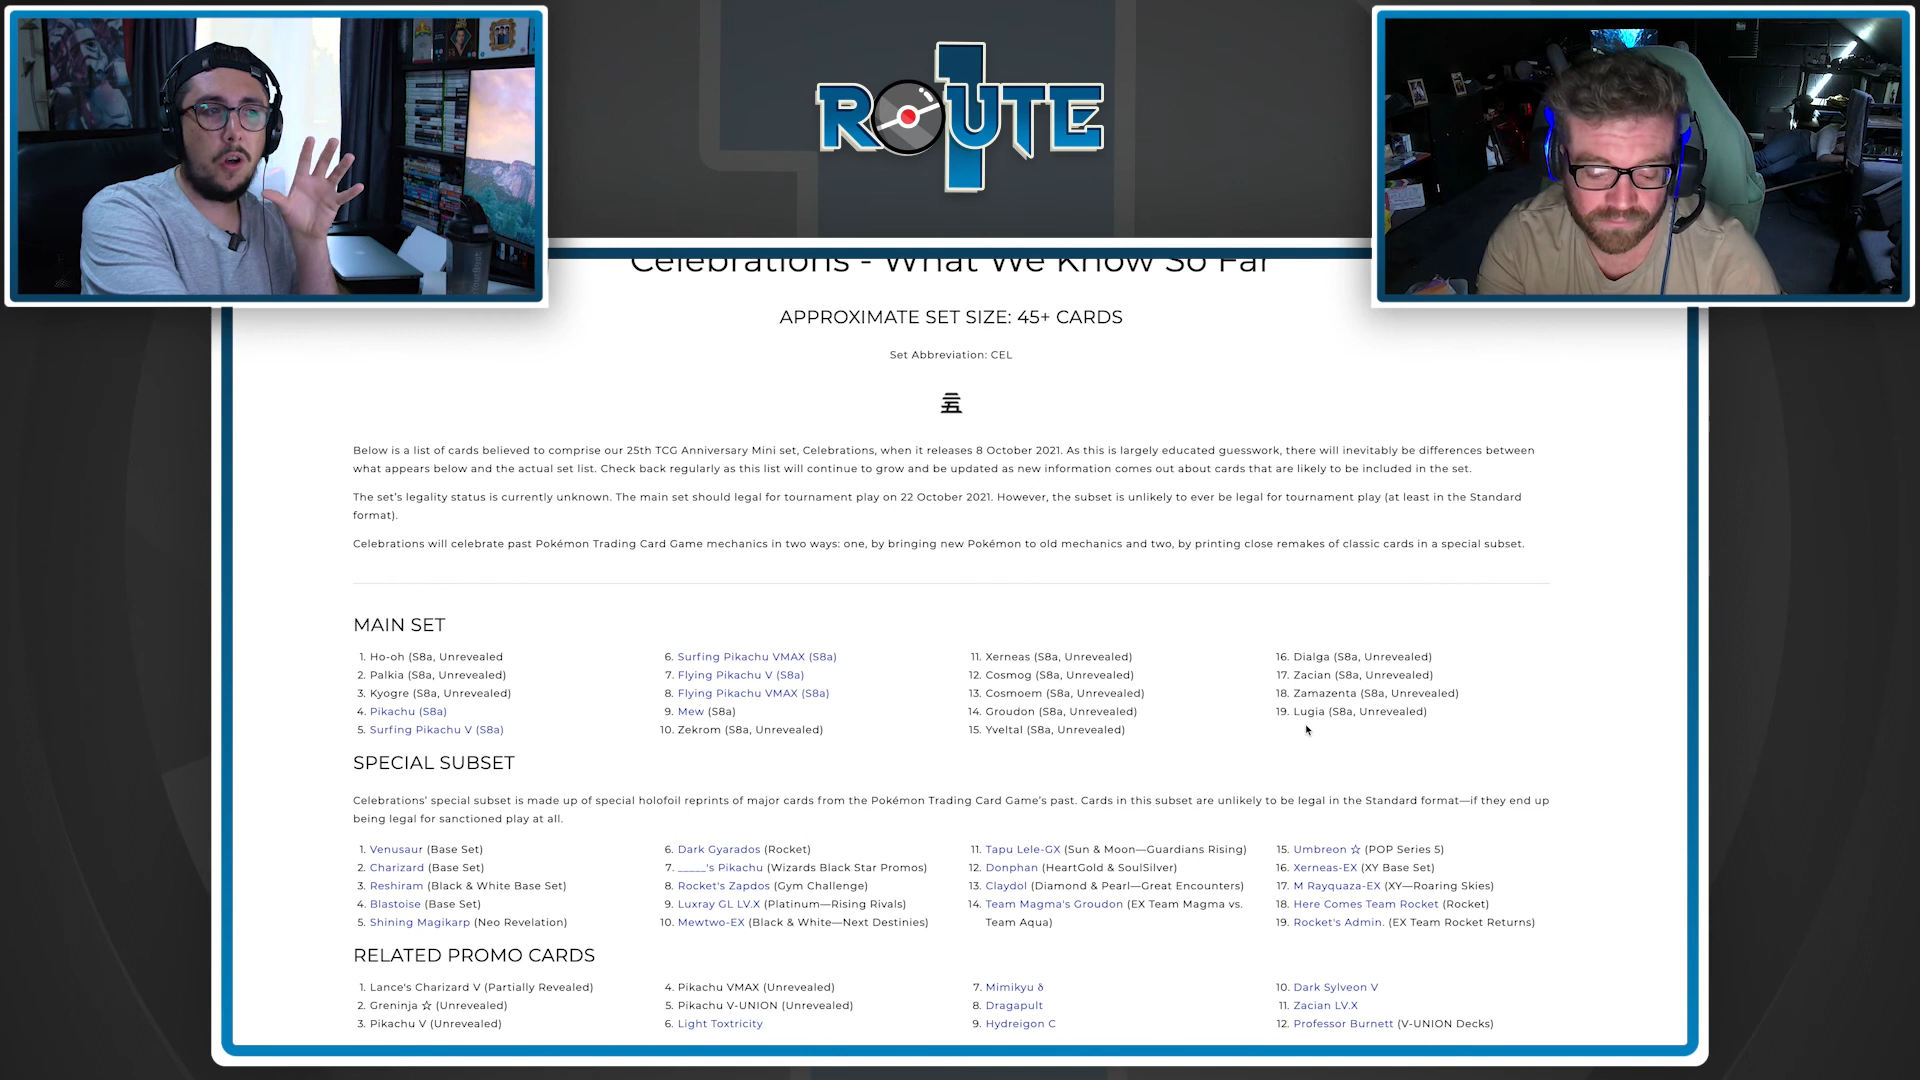 ROUTE 1
Celebrations - What We Know So Far
APPROXIMATE SET SIZE: 45+ CARDS
Set Abbreviation: CEL
Below is a list of cards believed to comprise our 25th TCG Anniversary Mini set, Celebrations, when it releases 8 October 2021. As this is largely educated guesswork, there will inevitably be differences between
what appears below and the actual set list. Check back regularly as this list will continue to grow and be updated as new information comes out about cards that are likely to be included in the set.
The set's legality status is currently unknown. The main set should legal for tournament play on 22 October 2021. However, the subset is unlikely to ever be legal for tournament play (at least in the Standard
format).
Celebrations will celebrate past Pokémon Trading Card Game mechanics in two ways: one, by bringing new Pokémon to old mechanics and two, by printing close remakes of classic cards in a special subset.
MAIN SET
1. Ho-oh (S8a, Unrevealed
2. Palkia (S8a, Unrevealed)
3. Kyogre (S8a, Unrevealed)
4. Pikachu (S8a)
5. Surfing Pikachu V (S8a)
6. Surfing Pikachu VMAX (S8a)
7. Flying Pikachu V (S8a)
8. Flying Pikachu VMAX (S8a)
9. Mew (S8a)
10. Zekrom (S8a, Unrevealed)
11. Xerneas (S8a, Unrevealed)
12. Cosmog (S8a, Unrevealed)
13. Cosmoem (S8a, Unrevealed)
14. Groudon (S8a, Unrevealed)
15. Yveltal (S8a, Unrevealed)
16. Dialga (S8a, Unrevealed)
17. Zacian (S8a, Unrevealed)
18. Zamazenta (S8a, Unrevealed)
19. Lugia (S8a, Unrevealed)
SPECIAL SUBSET
Celebrations' special subset is made up of special holofoil reprints of major cards from the Pokémon Trading Card Game's past. Cards in this subset are unlikely to be legal in the Standard format—if they end up
being legal for sanctioned play at all.
1. Venusaur (Base Set)
2. Charizard (Base Set)
3. Reshiram (Black & White Base Set)
4. Blastoise (Base Set)
5. Shining Magikarp (Neo Revelation)
6. Dark Gyarados (Rocket)
7. _____'s Pikachu (Wizards Black Star Promos)
8. Rocket's Zapdos (Gym Challenge)
9. Luxray GL LV.X (Platinum—Rising Rivals)
10. Mewtwo-EX (Black & White—Next Destinies)
11. Tapu Lele-GX (Sun & Moon—Guardians Rising)
12. Donphan (HeartGold & SoulSilver)
13. Claydol (Diamond & Pearl—Great Encounters)
14. Team Magma's Groudon (EX Team Magma vs.
Team Aqua)
15. Umbreon ☆ (POP Series 5)
16. Xerneas-EX (XY Base Set)
17. M Rayquaza-EX (XY—Roaring Skies)
18. Here Comes Team Rocket (Rocket)
19. Rocket's Admin. (EX Team Rocket Returns)
RELATED PROMO CARDS
1. Lance's Charizard V (Partially Revealed)
2. Greninja ☆ (Unrevealed)
3. Pikachu V (Unrevealed)
4. Pikachu VMAX (Unrevealed)
5. Pikachu V-UNION (Unrevealed)
6. Light Toxtricity
7. Mimikyu δ
8. Dragapult
9. Hydreigon C
10. Dark Sylveon V
11. Zacian LV.X
12. Professor Burnett (V-UNION Decks)